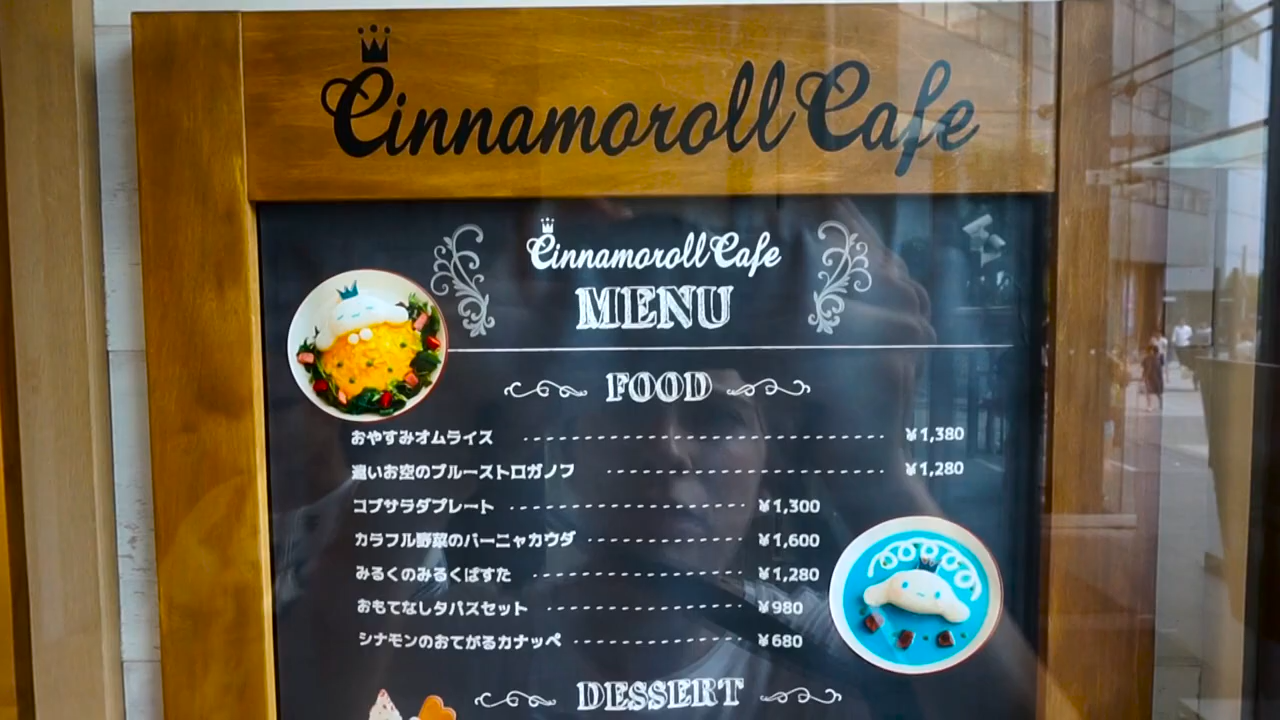 Cinnamoroll Cafe
Cinnamoroll Cafe
MENU
FOOD
おやすみオムライス ¥1,380
遠いお空のブルーストロガノフ ¥1,280
コブサラダプレート ¥1,300
カラフル野菜のバーニャカウダ ¥1,600
みるくのみるくぱすた ¥1,280
おもてなしタパスセット ¥980
シナモンのおてがるカナッペ ¥680
DESSERT